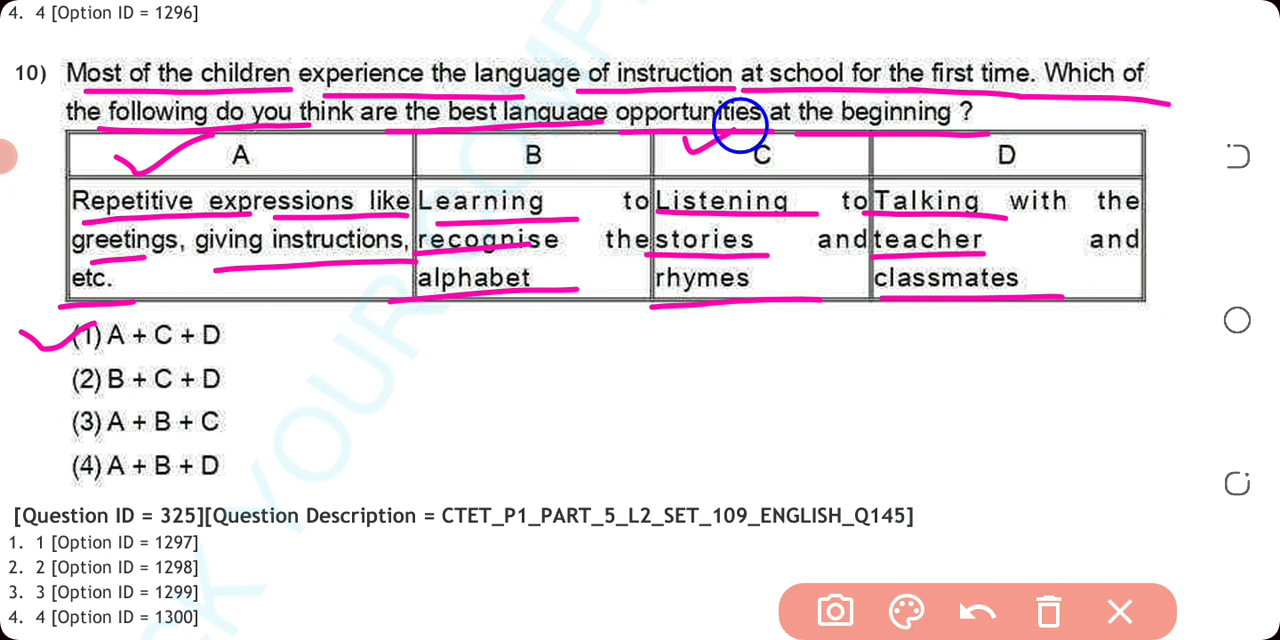 4. 4 [Option ID = 1296]
10) Most of the children experience the language of instruction at school for the first time. Which of
the following do you think are the best language opportunities at the beginning ?
A B C D
Repetitive expressions like Learning to Listening to Talking with the
greetings, giving instructions, recognise the stories and teacher and
etc. alphabet rhymes classmates
(1) A + C + D
(2) B + C + D
(3) A + B + C
(4) A + B + D
[Question ID = 325][Question Description = CTET_P1_PART_5_L2_SET_109_ENGLISH_Q145]
1. 1 [Option ID = 1297]
2. 2 [Option ID = 1298]
3. 3 [Option ID = 1299]
4. 4 [Option ID = 1300]